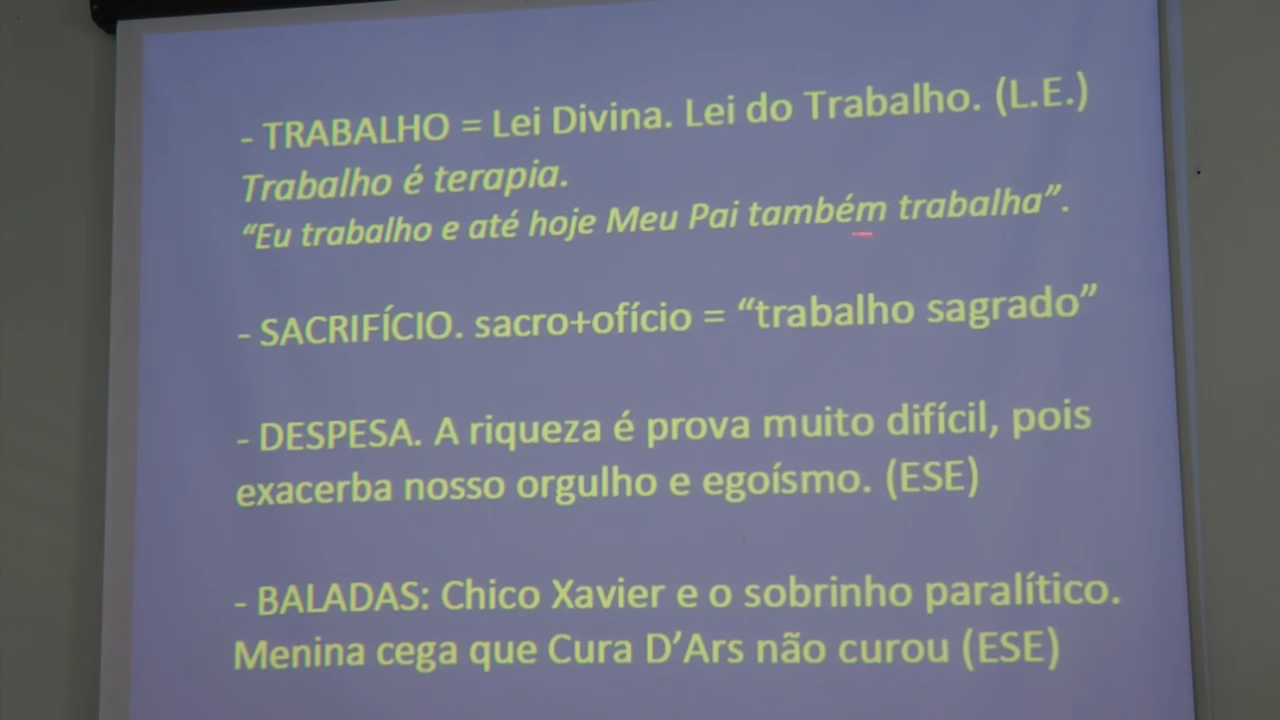 - TRABALHO = Lei Divina. Lei do Trabalho. (L.E.)
Trabalho é terapia.
“Eu trabalho e até hoje Meu Pai também trabalha”.
- SACRIFÍCIO. sacro+ofício = “trabalho sagrado”
- DESPESA. A riqueza é prova muito difícil, pois
exacerba nosso orgulho e egoísmo. (ESE)
- BALADAS: Chico Xavier e o sobrinho paralítico.
Menina cega que Cura D’Ars não curou (ESE)